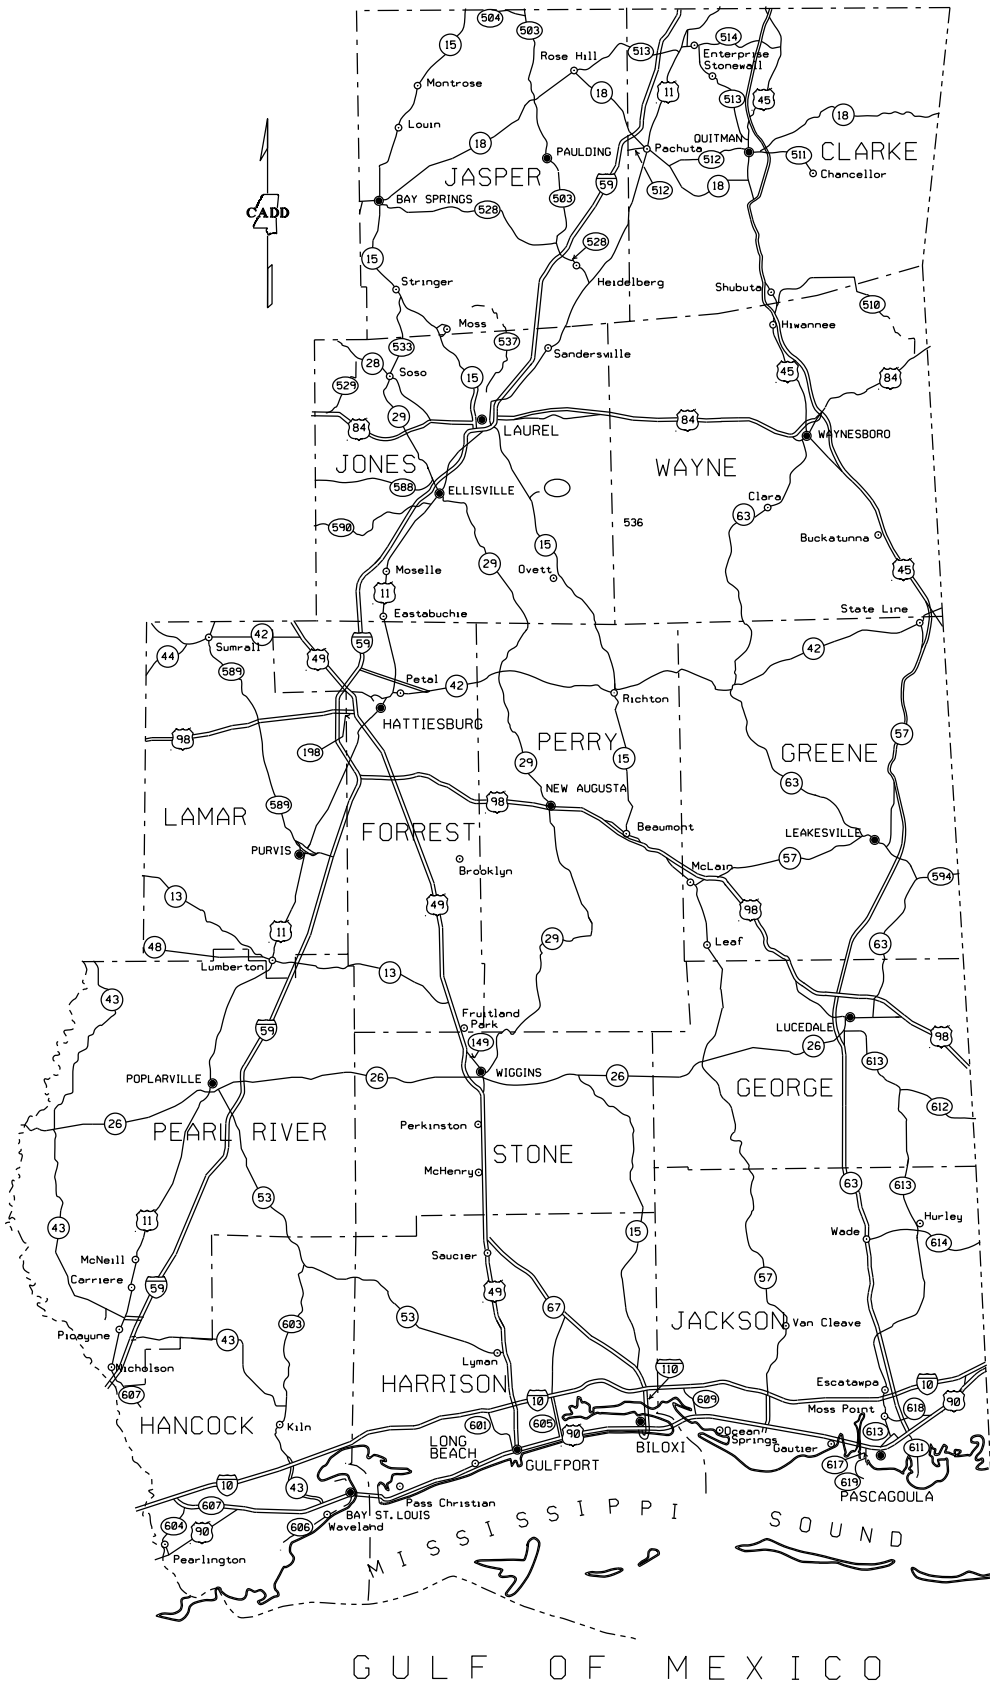 504
503
15
Rose Hill
513
514
Enterprise
Stonewall
Montrose
18
11
513
45
Louin
18
18
QUITMAN
PAULDING
Pachuta
512
511
CLARKE
Chancellor
JASPER
59
512
18
CADD
BAY SPRINGS
528
503
528
15
Stringer
Heidelberg
Shubuta
510
Moss
Hiwannee
533
537
Sandersville
28
Soso
529
15
45
84
29
84
84
LAUREL
WAYNESBORO
JONES
WAYNE
588
ELLISVILLE
Clara
63
590
536
15
Buckatunna
29
Moselle
Ovett
45
11
Eastabuchie
State Line
42
Sumrall
44
49
59
42
589
Petal
42
Richton
HATTIESBURG
98
198
PERRY
57
GREENE
29
15
63
NEW AUGUSTA
589
98
LAMAR
FORREST
Beaumont
LEAKESVILLE
PURVIS
Brooklyn
McLain
57
594
13
49
98
11
48
29
Leaf
63
Lumberton
13
43
Fruitland
Park
59
LUCEDALE
98
149
26
613
POPLARVILLE
26
WIGGINS
26
GEORGE
612
26
PEARL RIVER
Perkinston
STONE
McHenry
53
63
613
11
43
15
Hurley
Wade
614
McNeill
Saucier
Carriere
59
49
57
67
53
603
Picayune
43
JACKSON
Van Cleave
Nicholson
Lyman
110
607
HARRISON
10
609
Escatawpa
10
90
HANCOCK
Kiln
601
605
Moss Point
618
LONG
BEACH
90
BILOXI
Ocean
Springs
613
611
Gautier
GULFPORT
617
619
10
43
PASCAGOULA
607
Pass Christian
604
90
606
BAY ST. LOUIS
Waveland
Pearlington
MISSISSIPPI SOUND
GULF OF MEXICO